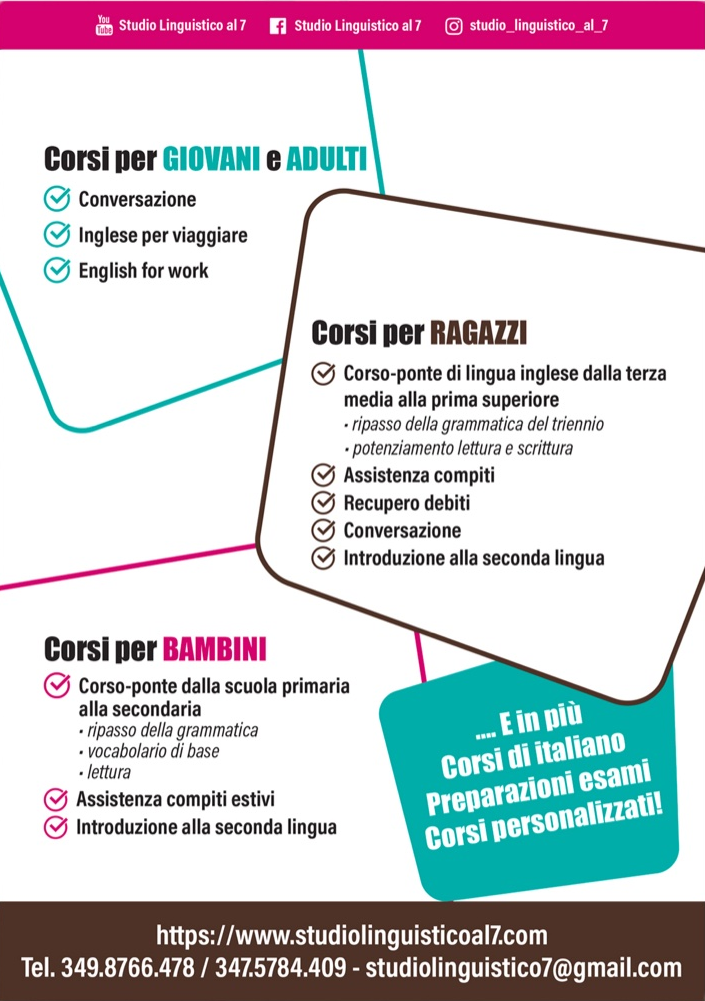 You Tube Studio Linguistico al 7 Studio Linguistico al 7 studio_linguistico_al_7
Corsi per GIOVANI e ADULTI
Conversazione
Inglese per viaggiare
English for work
Corsi per RAGAZZI
Corso-ponte di lingua inglese dalla terza
media alla prima superiore
· ripasso della grammatica del triennio
· potenziamento lettura e scrittura
Assistenza compiti
Recupero debiti
Conversazione
Introduzione alla seconda lingua
Corsi per BAMBINI
Corso-ponte dalla scuola primaria
alla secondaria
· ripasso della grammatica
· vocabolario di base
· lettura
Assistenza compiti estivi
Introduzione alla seconda lingua
.... E in più
Corsi di italiano
Preparazioni esami
Corsi personalizzati!
https://www.studiolinguisticoal7.com
Tel. 349.8766.478 / 347.5784.409 - studiolinguistico7@gmail.com